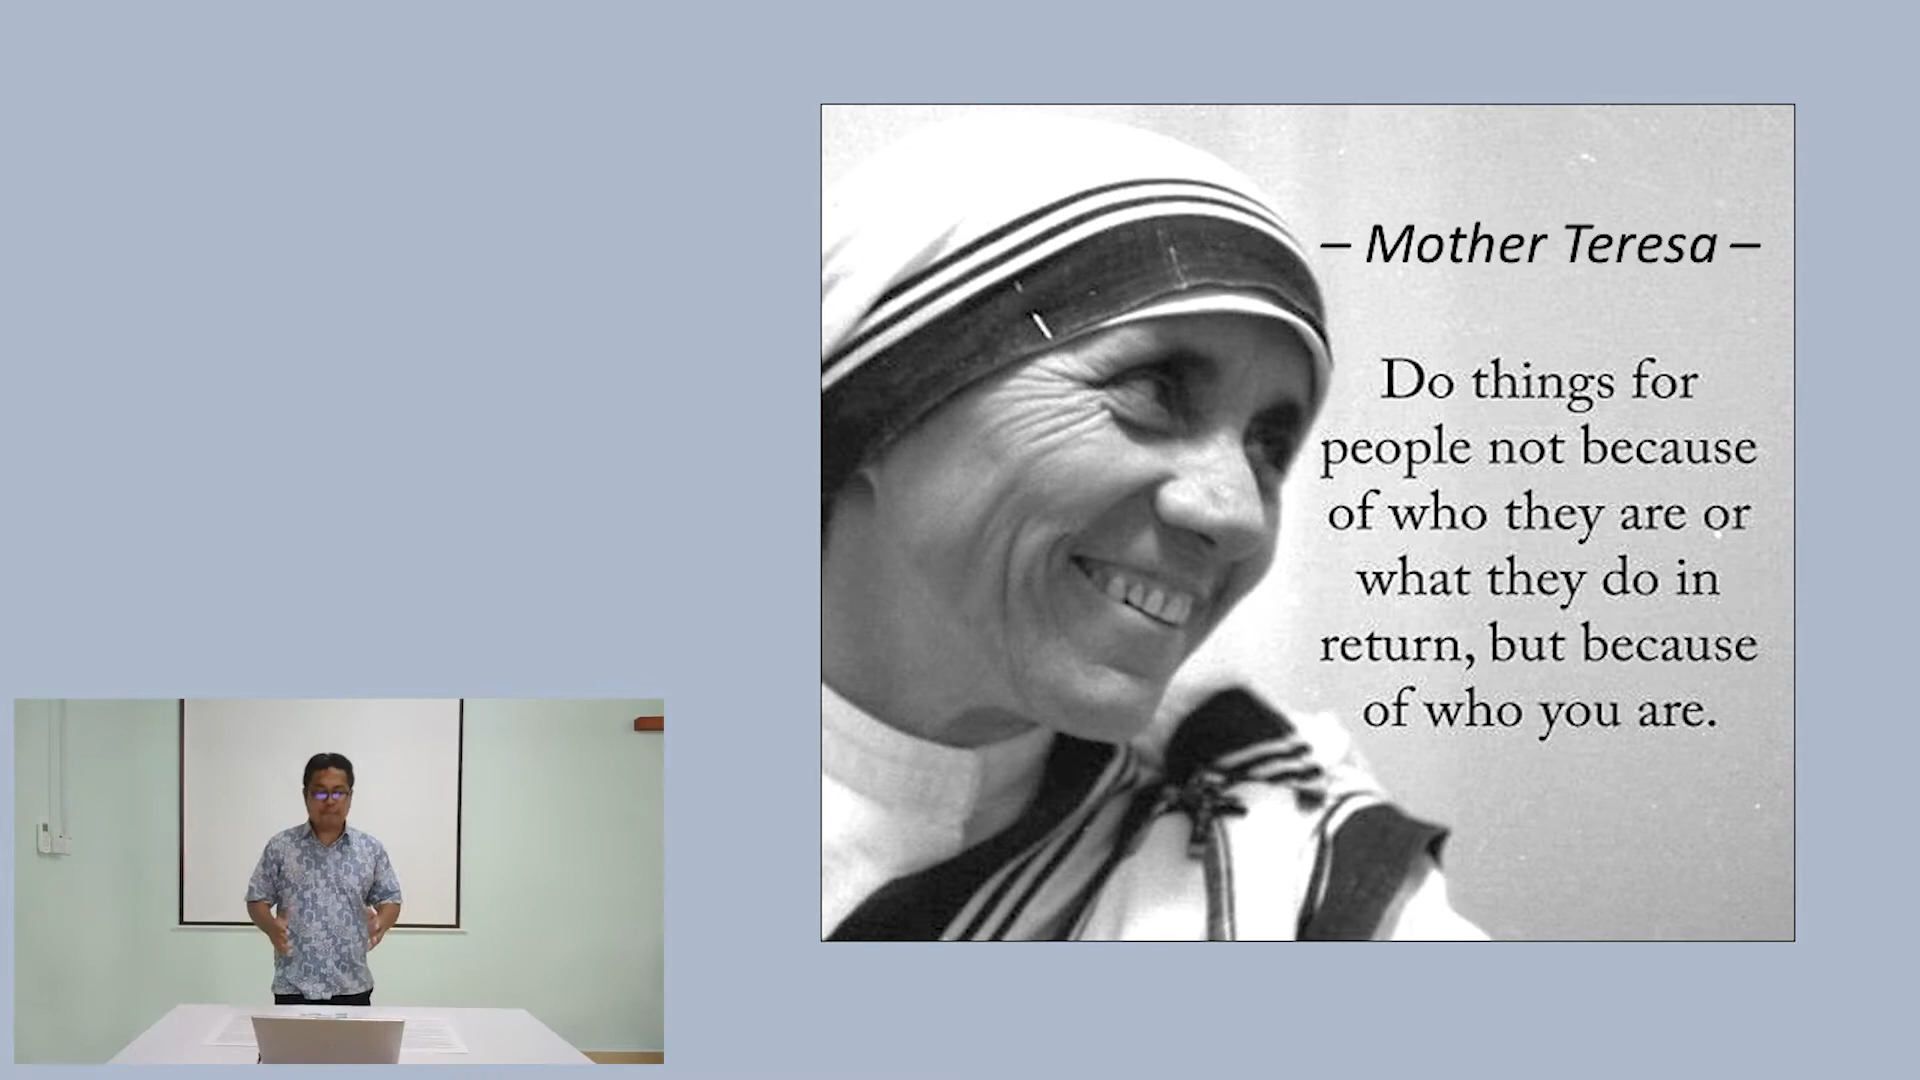 – Mother Teresa –
Do things for
people not because
of who they are or
what they do in
return, but because
of who you are.